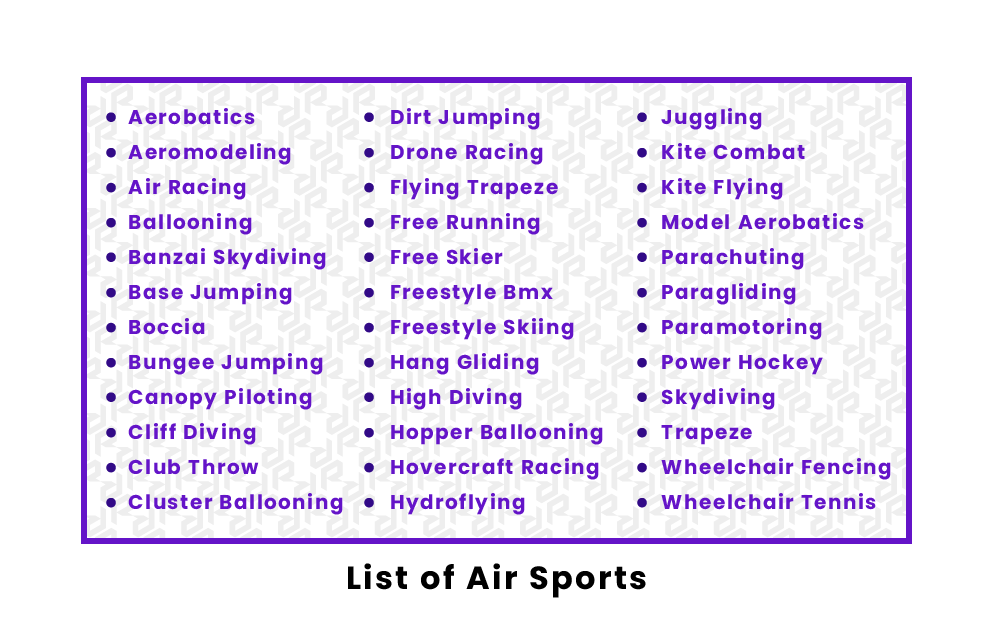 Aerobatics
Aeromodeling
Air Racing
Ballooning
Banzai Skydiving
Base Jumping
Boccia
Bungee Jumping
Canopy Piloting
Cliff Diving
Club Throw
Cluster Ballooning
Dirt Jumping
Drone Racing
Flying Trapeze
Free Running
Free Skier
Freestyle Bmx
Freestyle Skiing
Hang Gliding
High Diving
Hopper Ballooning
Hovercraft Racing
Hydroflying
Juggling
Kite Combat
Kite Flying
Model Aerobatics
Parachuting
Paragliding
Paramotoring
Power Hockey
Skydiving
Trapeze
Wheelchair Fencing
Wheelchair Tennis
List of Air Sports